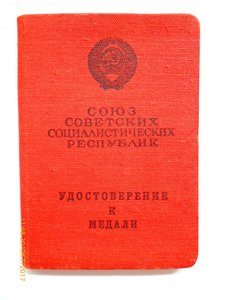 СОЮЗ
СОВЕТСКИХ
СОЦИАЛИСТИЧЕСКИХ
РЕСПУБЛИК
УДОСТОВЕРЕНИЕ
К
МЕДАЛИ